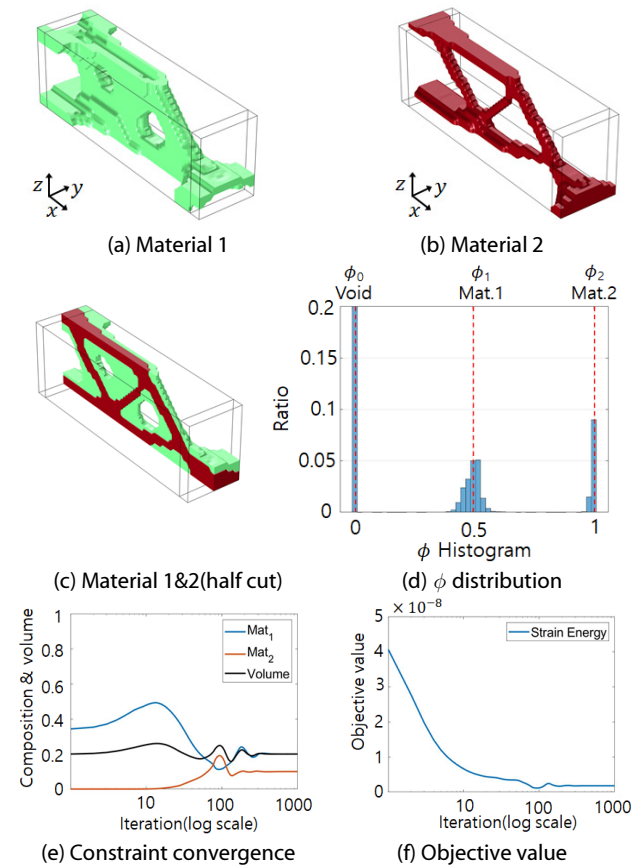 z
y
x
(a) Material 1
z
y
x
(b) Material 2
(c) Material 1&2(half cut)
ϕ₀ ϕ₁ ϕ₂
Void Mat.1 Mat.2
0.2
0.15
0.1
0.05
0
Ratio
0 0.5 1
ϕ Histogram
(d) ϕ distribution
1
0.8
0.6
0.4
0.2
0
Composition & volume
Mat₁
Mat₂
Volume
10 100 1000
Iteration(log scale)
(e) Constraint convergence
× 10⁻⁸
5
4
3
2
1
0
Objective value
Strain Energy
10 100 1000
Iteration(log scale)
(f) Objective value